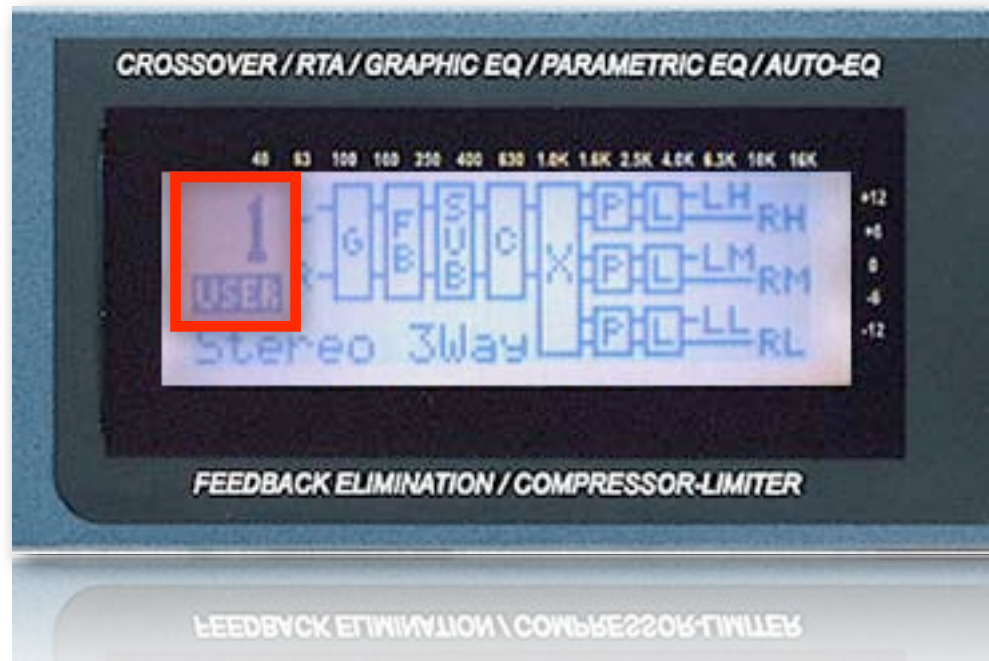 CROSSOVER / RTA / GRAPHIC EQ / PARAMETRIC EQ / AUTO-EQ
40 63 100 160 250 400 630 1.0K 1.6K 2.5K 4.0K 6.3K 10K 16K
1
USER
R
G
FB
SUB
C
X
P L LH RH
P L LM RM
P L LL RL
Stereo 3Way
+12
+6
0
-6
-12
FEEDBACK ELIMINATION / COMPRESSOR-LIMITER